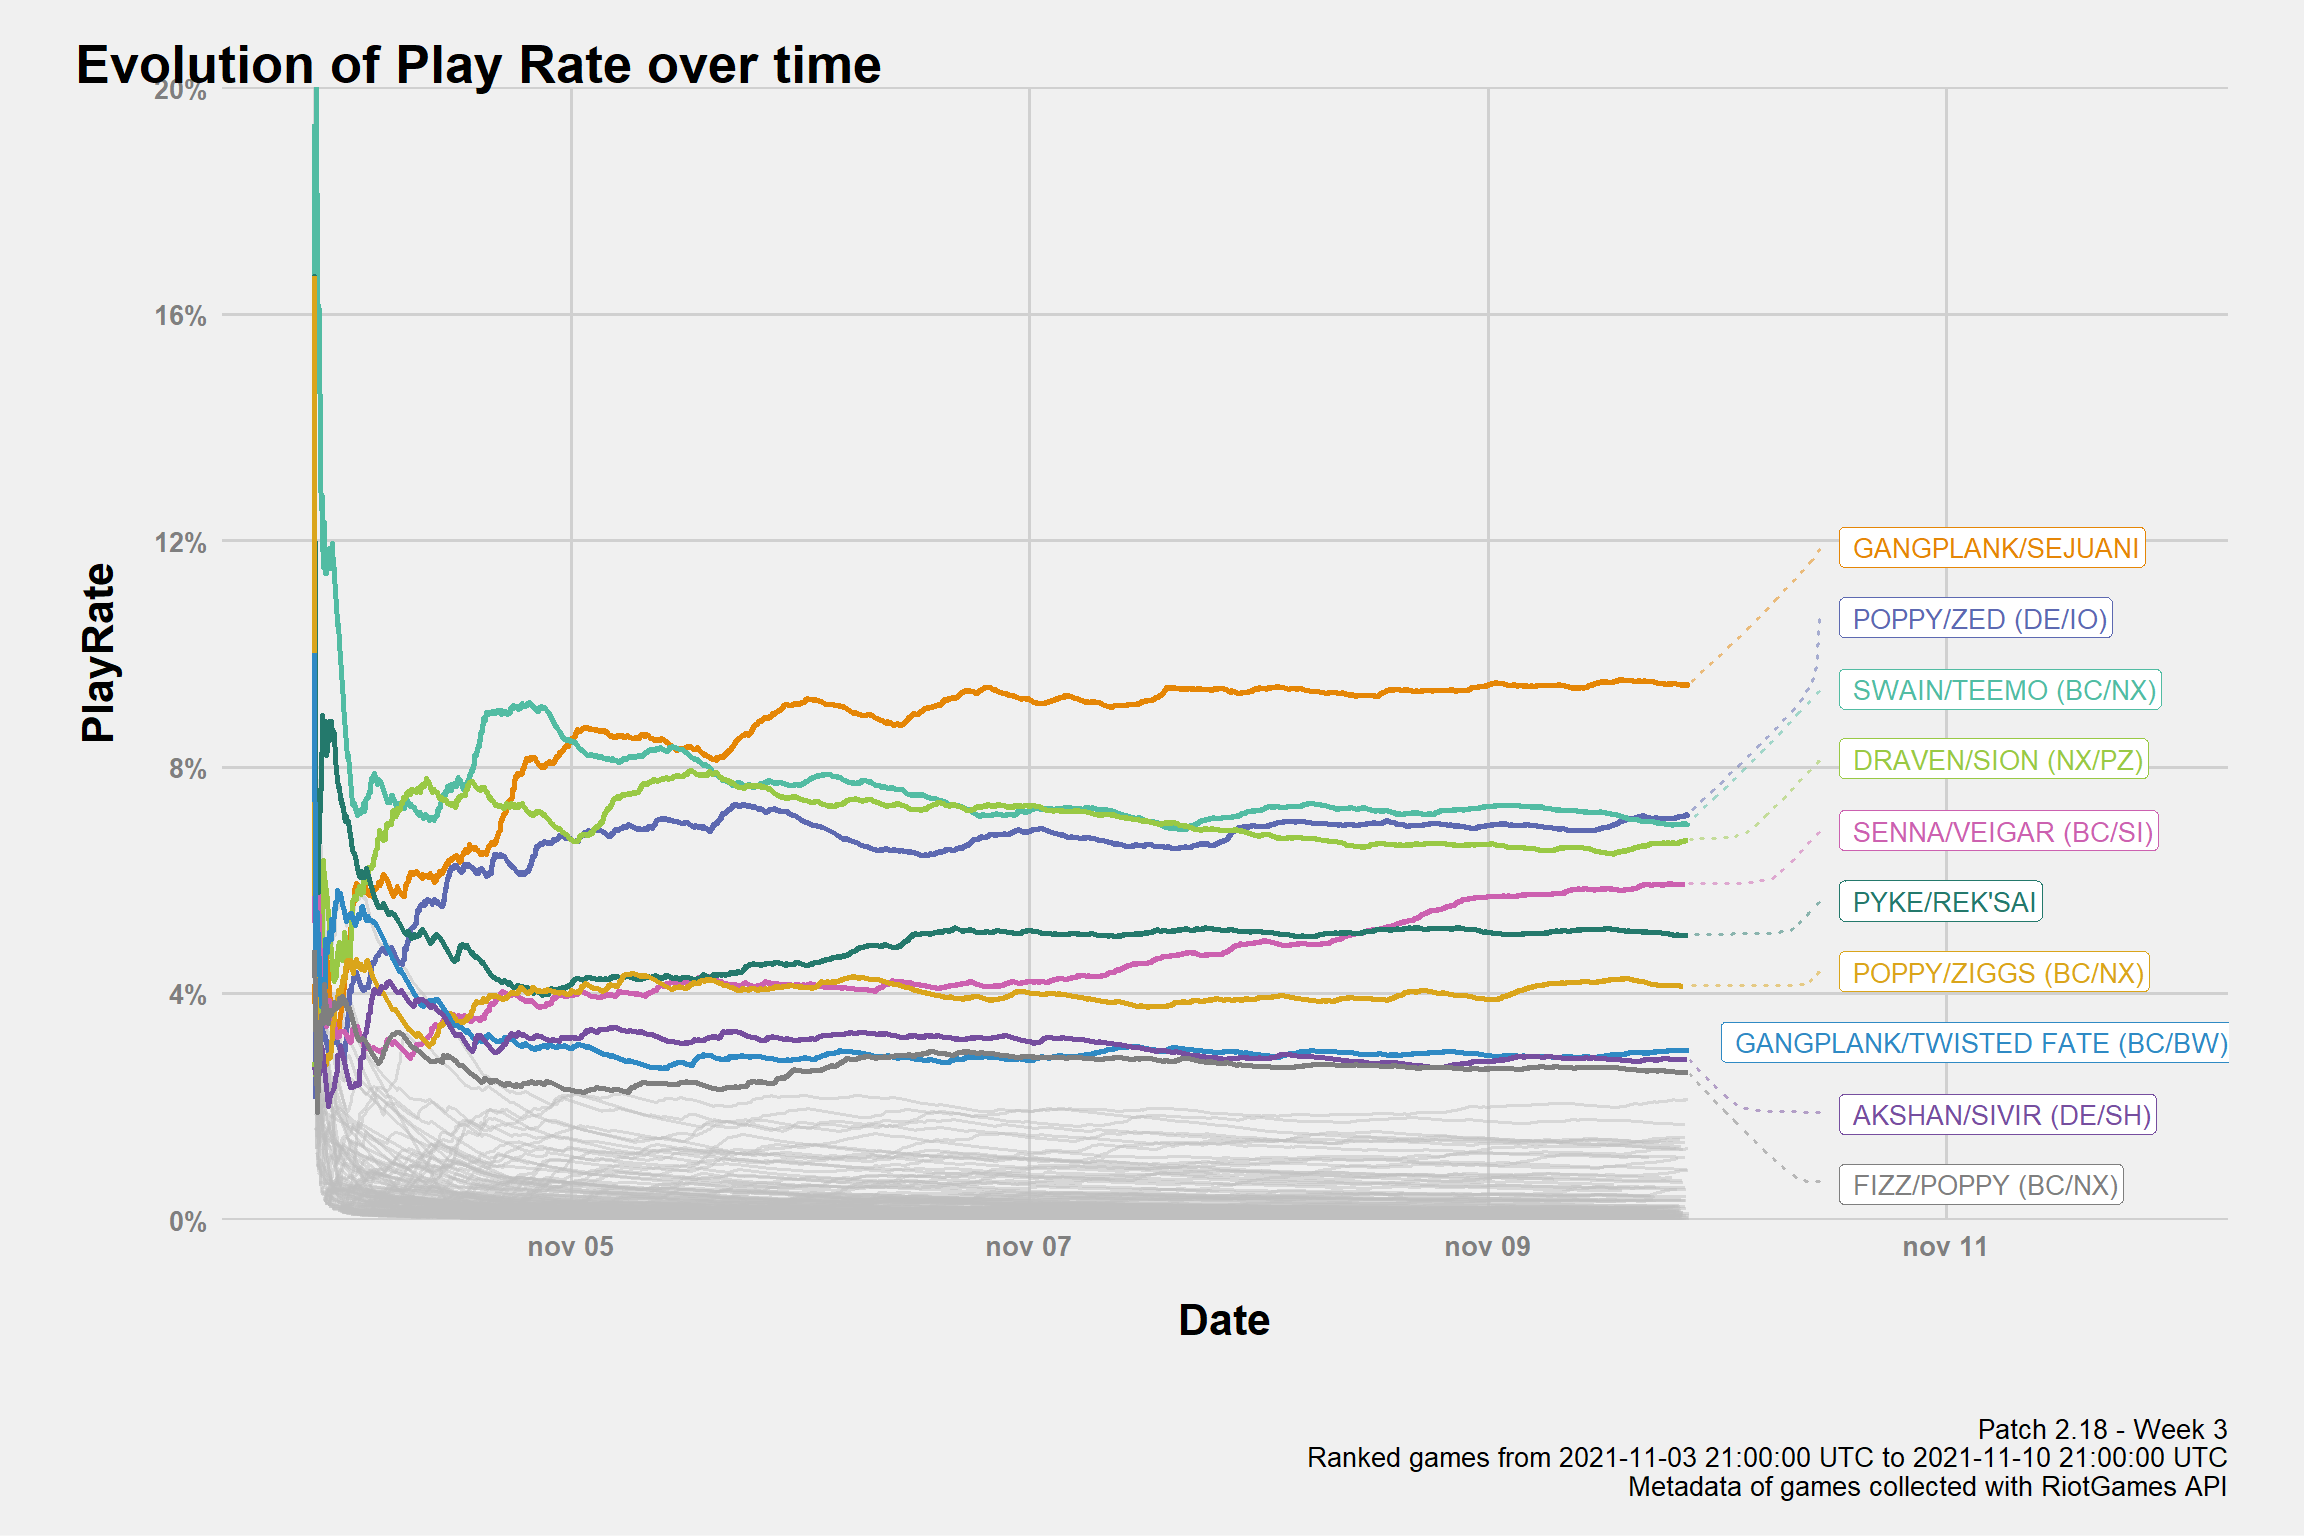 Evolution of Play Rate over time
20%
16%
12%
8%
4%
0%
PlayRate
GANGPLANK/SEJUANI
POPPY/ZED (DE/IO)
SWAIN/TEEMO (BC/NX)
DRAVEN/SION (NX/PZ)
SENNA/VEIGAR (BC/SI)
PYKE/REK'SAI
POPPY/ZIGGS (BC/NX)
GANGPLANK/TWISTED FATE (BC/BW)
AKSHAN/SIVIR (DE/SH)
FIZZ/POPPY (BC/NX)
nov 05 nov 07 nov 09 nov 11
Date
Patch 2.18 - Week 3
Ranked games from 2021-11-03 21:00:00 UTC to 2021-11-10 21:00:00 UTC
Metadata of games collected with RiotGames API